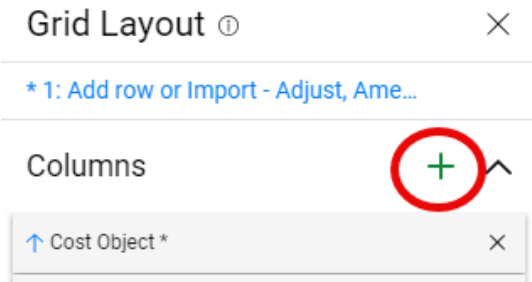 Grid Layout
* 1: Add row or Import - Adjust, Ame...
Columns
Cost Object *